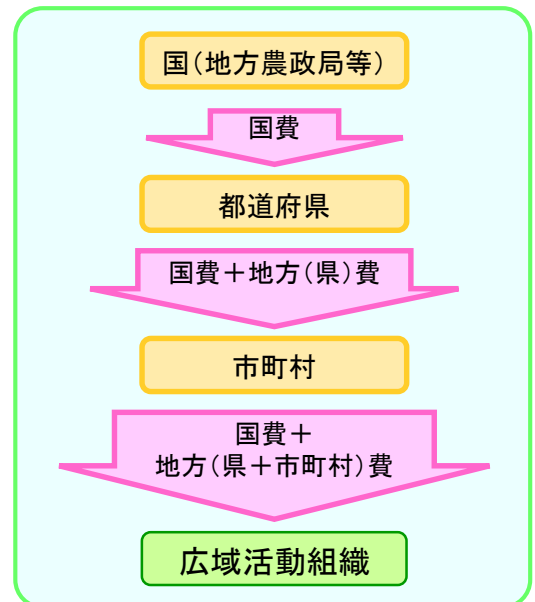 国(地方農政局等)
国費
都道府県
国費＋地方(県)費
市町村
国費＋
地方(県＋市町村)費
広域活動組織